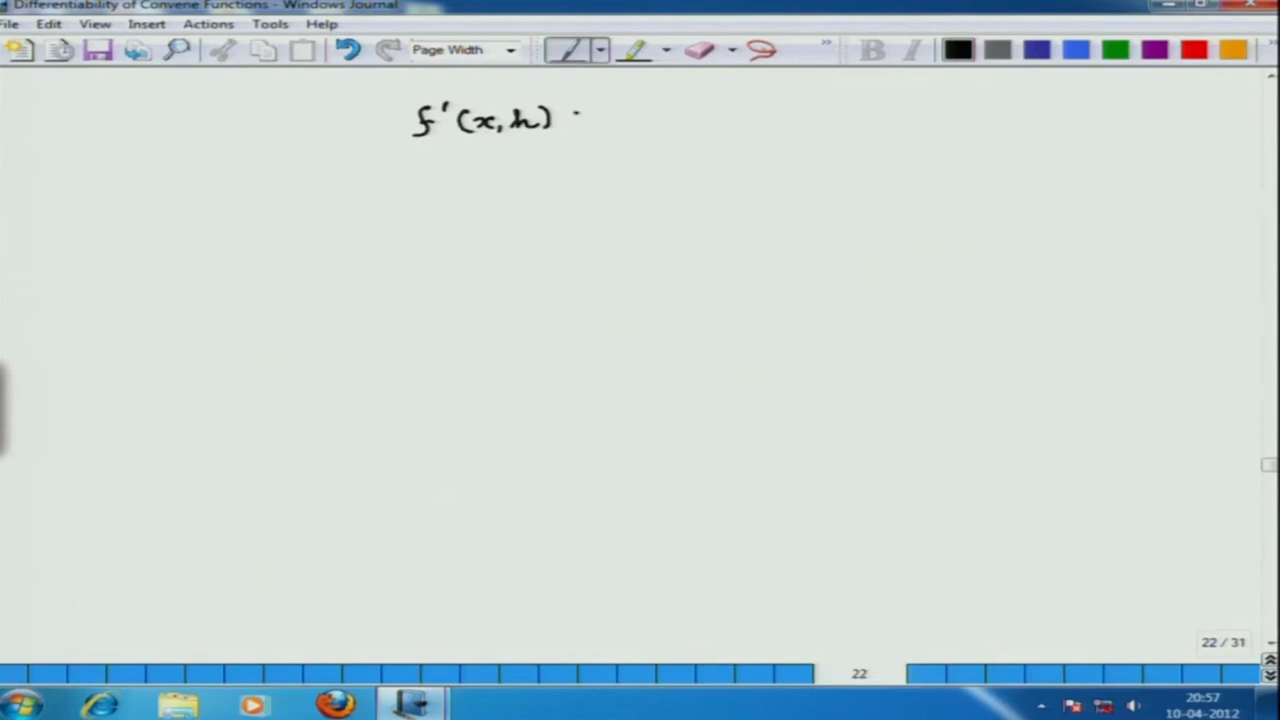 Differentiability of Convene Functions - Windows Journal
File Edit View Insert Actions Tools Help
Page Width
B I
f'(x,h)
22 / 31
22
20:57
10-04-2012